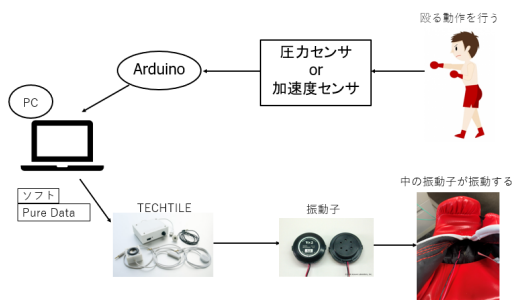 殴る動作を行う
圧力センサ
or
加速度センサ
Arduino
PC
ソフト
Pure Data
TECHTILE
振動子
中の振動子が振動する